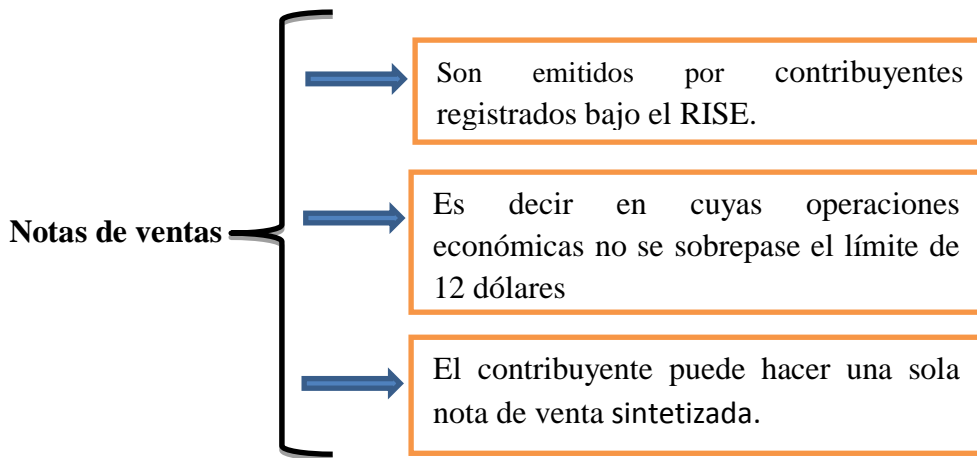 Notas de ventas
Son emitidos por contribuyentes
registrados bajo el RISE.
Es decir en cuyas operaciones
económicas no se sobrepase el límite de
12 dólares
El contribuyente puede hacer una sola
nota de venta sintetizada.